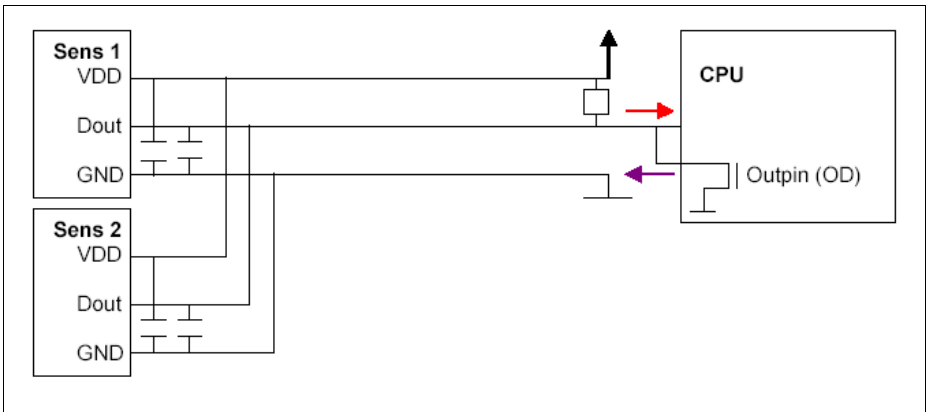 Sens 1
VDD
Dout
GND
Sens 2
VDD
Dout
GND
CPU
Outpin (OD)